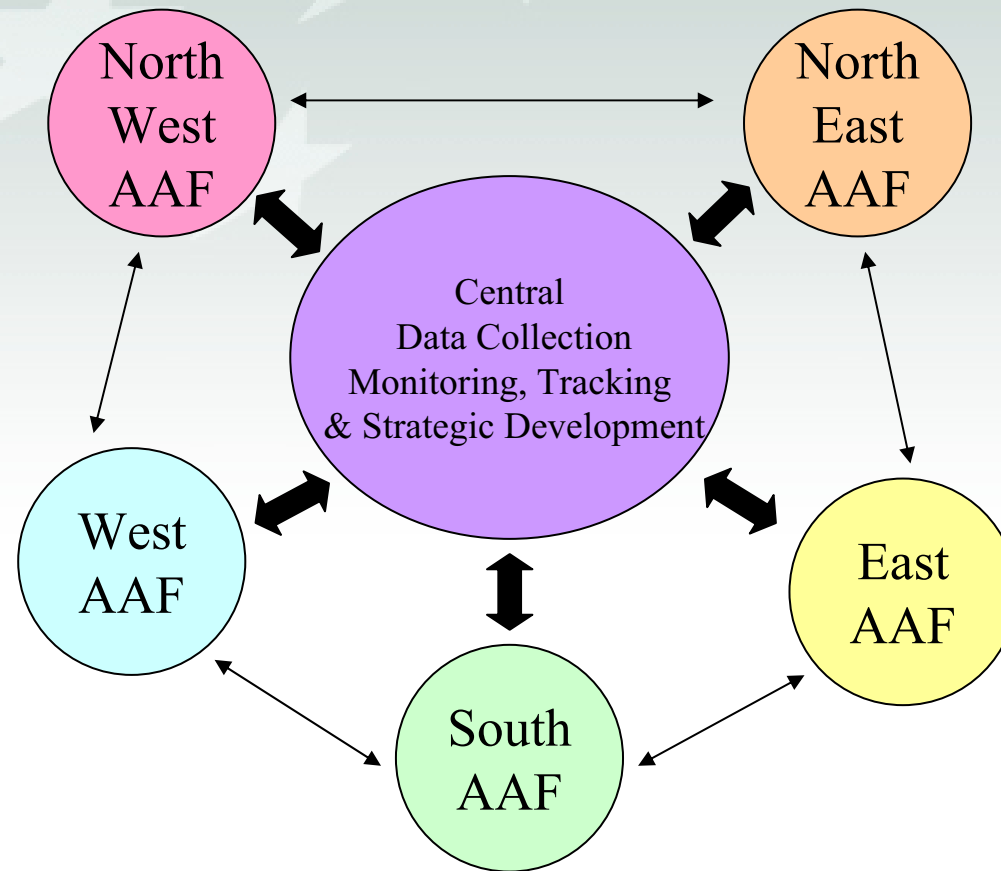 North
West
AAF
North
East
AAF
Central
Data Collection
Monitoring, Tracking
& Strategic Development
West
AAF
East
AAF
South
AAF